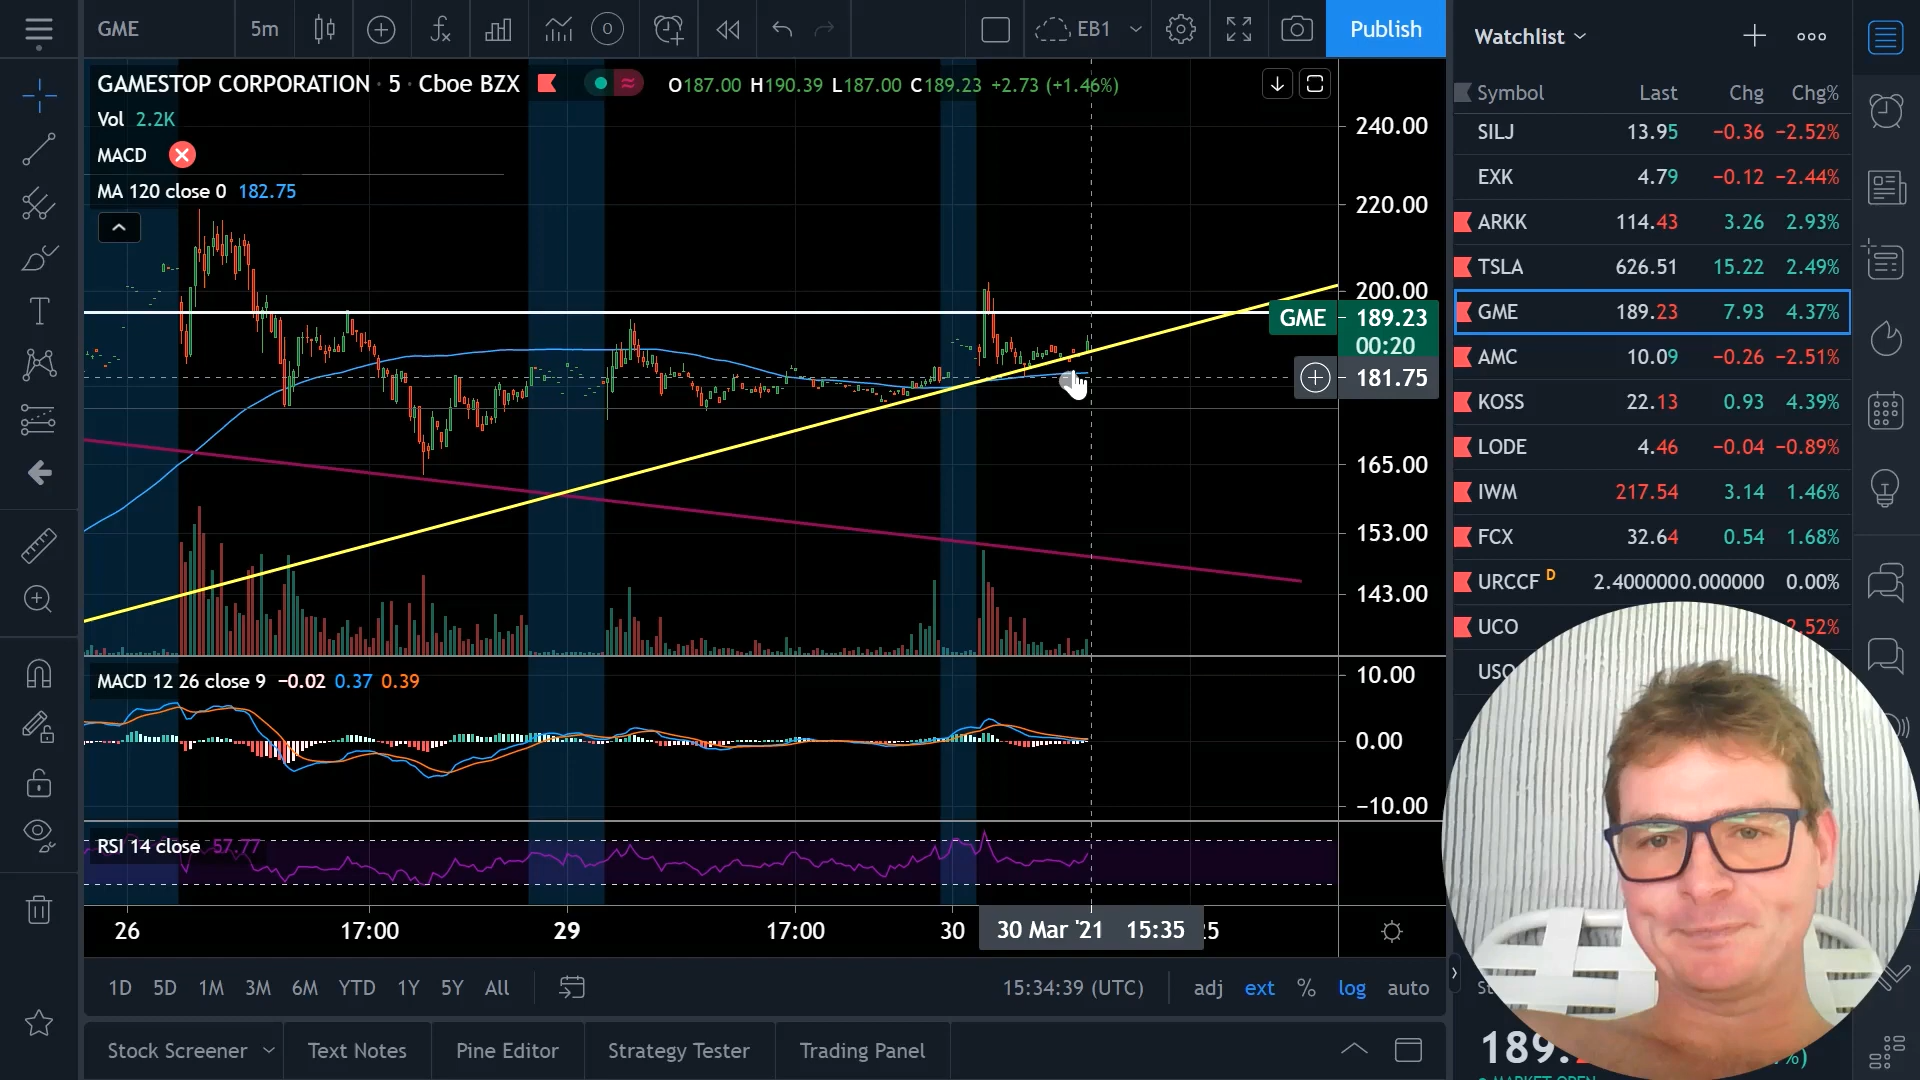 GME 5m EB1 Publish
GAMESTOP CORPORATION · 5 · Cboe BZX O187.00 H190.39 L187.00 C189.23 +2.73 (+1.46%)
Vol 2.2K
MACD
MA 120 close 0 182.75
240.00
220.00
200.00
GME 189.23
00:20
181.75
165.00
153.00
143.00
MACD 12 26 close 9 −0.02 0.37 0.39
10.00
0.00
−10.00
RSI 14 close 57.77
26 17:00 29 17:00 30 30 Mar '21 15:35
1D 5D 1M 3M 6M YTD 1Y 5Y All 15:34:39 (UTC) adj ext % log auto
Stock Screener Text Notes Pine Editor Strategy Tester Trading Panel
Watchlist
Symbol Last Chg Chg%
SILJ 13.95 −0.36 −2.52%
EXK 4.79 −0.12 −2.44%
ARKK 114.43 3.26 2.93%
TSLA 626.51 15.22 2.49%
GME 189.23 7.93 4.37%
AMC 10.09 −0.26 −2.51%
KOSS 22.13 0.93 4.39%
LODE 4.46 −0.04 −0.89%
IWM 217.54 3.14 1.46%
FCX 32.64 0.54 1.68%
URCCF D 2.4000000.000000 0.00%
UCO